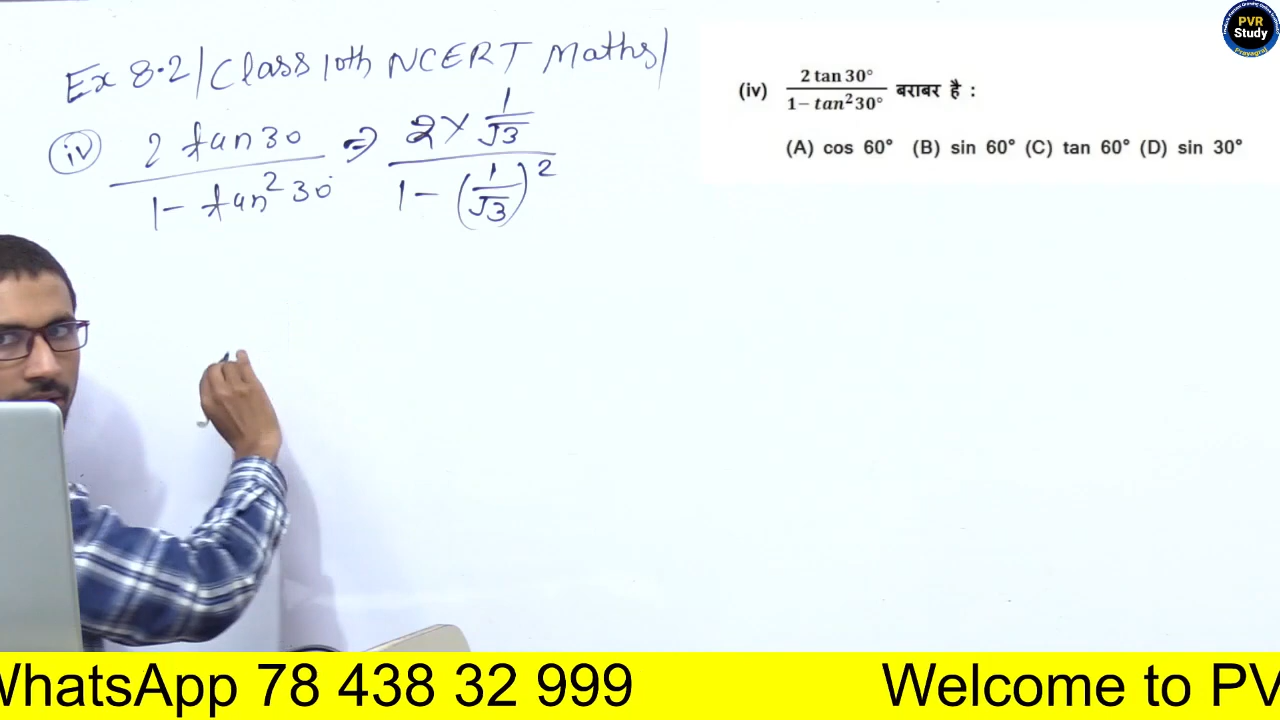 Ex 8.2/Class 10th NCERT Maths/
(iv) 2 tan 30 / 1 - tan² 30° ⇒ 2 × 1/√3 / 1 - (1/√3)²
PVR
Study
Prayagraj
(iv) 2 tan 30° / 1 – tan²30° बराबर है :
(A) cos 60° (B) sin 60° (C) tan 60° (D) sin 30°
WhatsApp 78 438 32 999 Welcome to PV